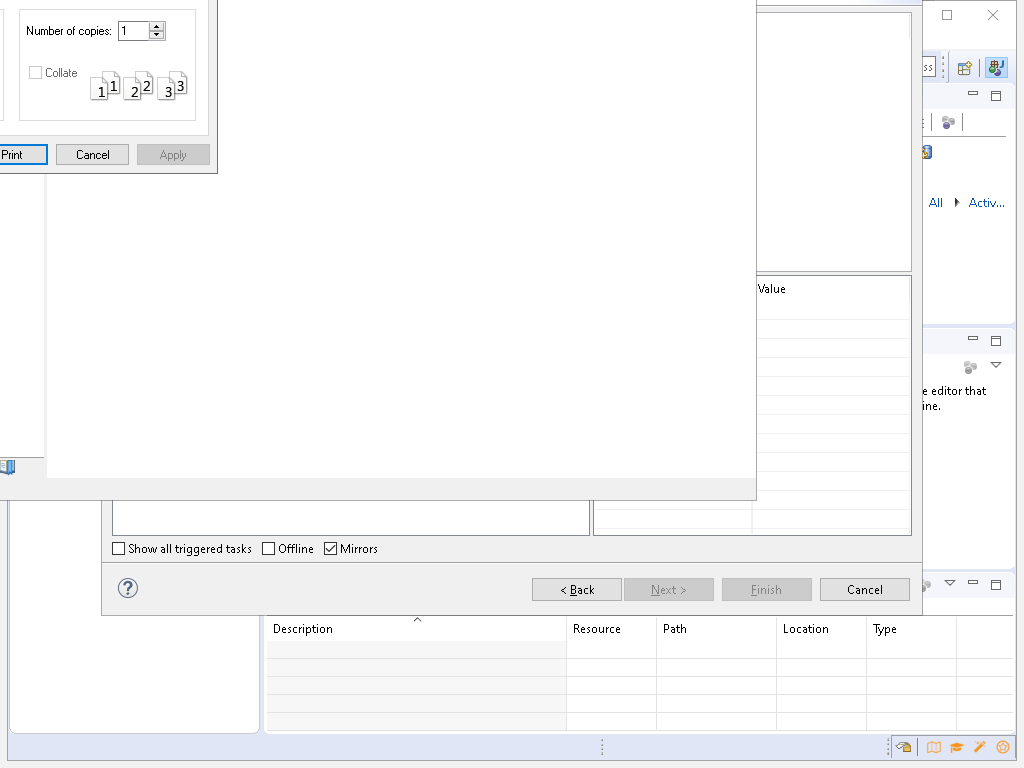 Number of copies: 1
Collate
1 1 2 2 3 3
Print Cancel Apply
ss
All Activ...
Value
e editor that
ine.
Show all triggered tasks Offline Mirrors
? < Back Next > Finish Cancel
Description Resource Path Location Type